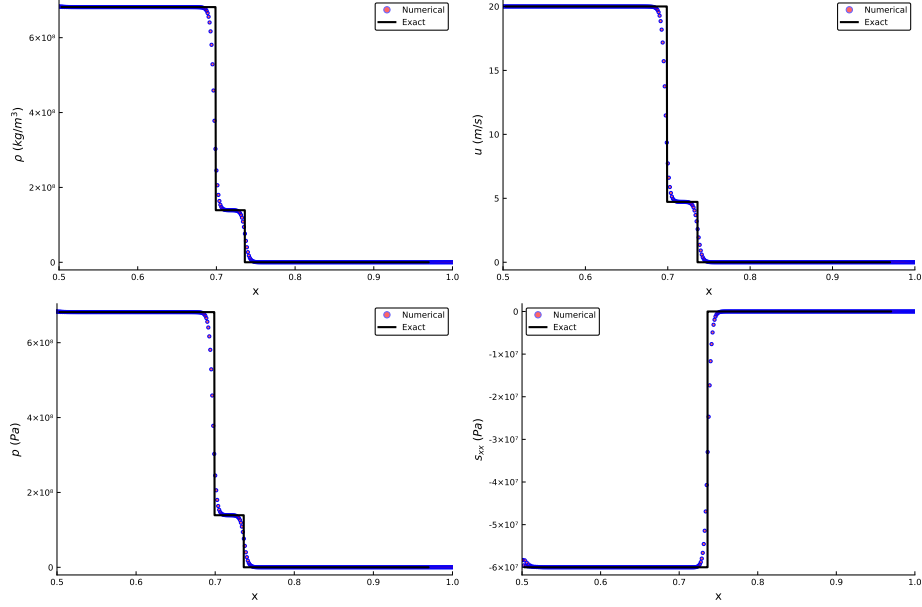 6×10⁸
4×10⁸
2×10⁸
0
ρ (kg/m³)
0.5 0.6 0.7 0.8 0.9 1.0
x
Numerical
Exact
20
15
10
5
0
u (m/s)
0.5 0.6 0.7 0.8 0.9 1.0
x
Numerical
Exact
6×10⁸
4×10⁸
2×10⁸
0
p (Pa)
0.5 0.6 0.7 0.8 0.9 1.0
x
Numerical
Exact
0
-1×10⁷
-2×10⁷
-3×10⁷
-4×10⁷
-5×10⁷
-6×10⁷
sₓₓ (Pa)
0.5 0.6 0.7 0.8 0.9 1.0
x
Numerical
Exact